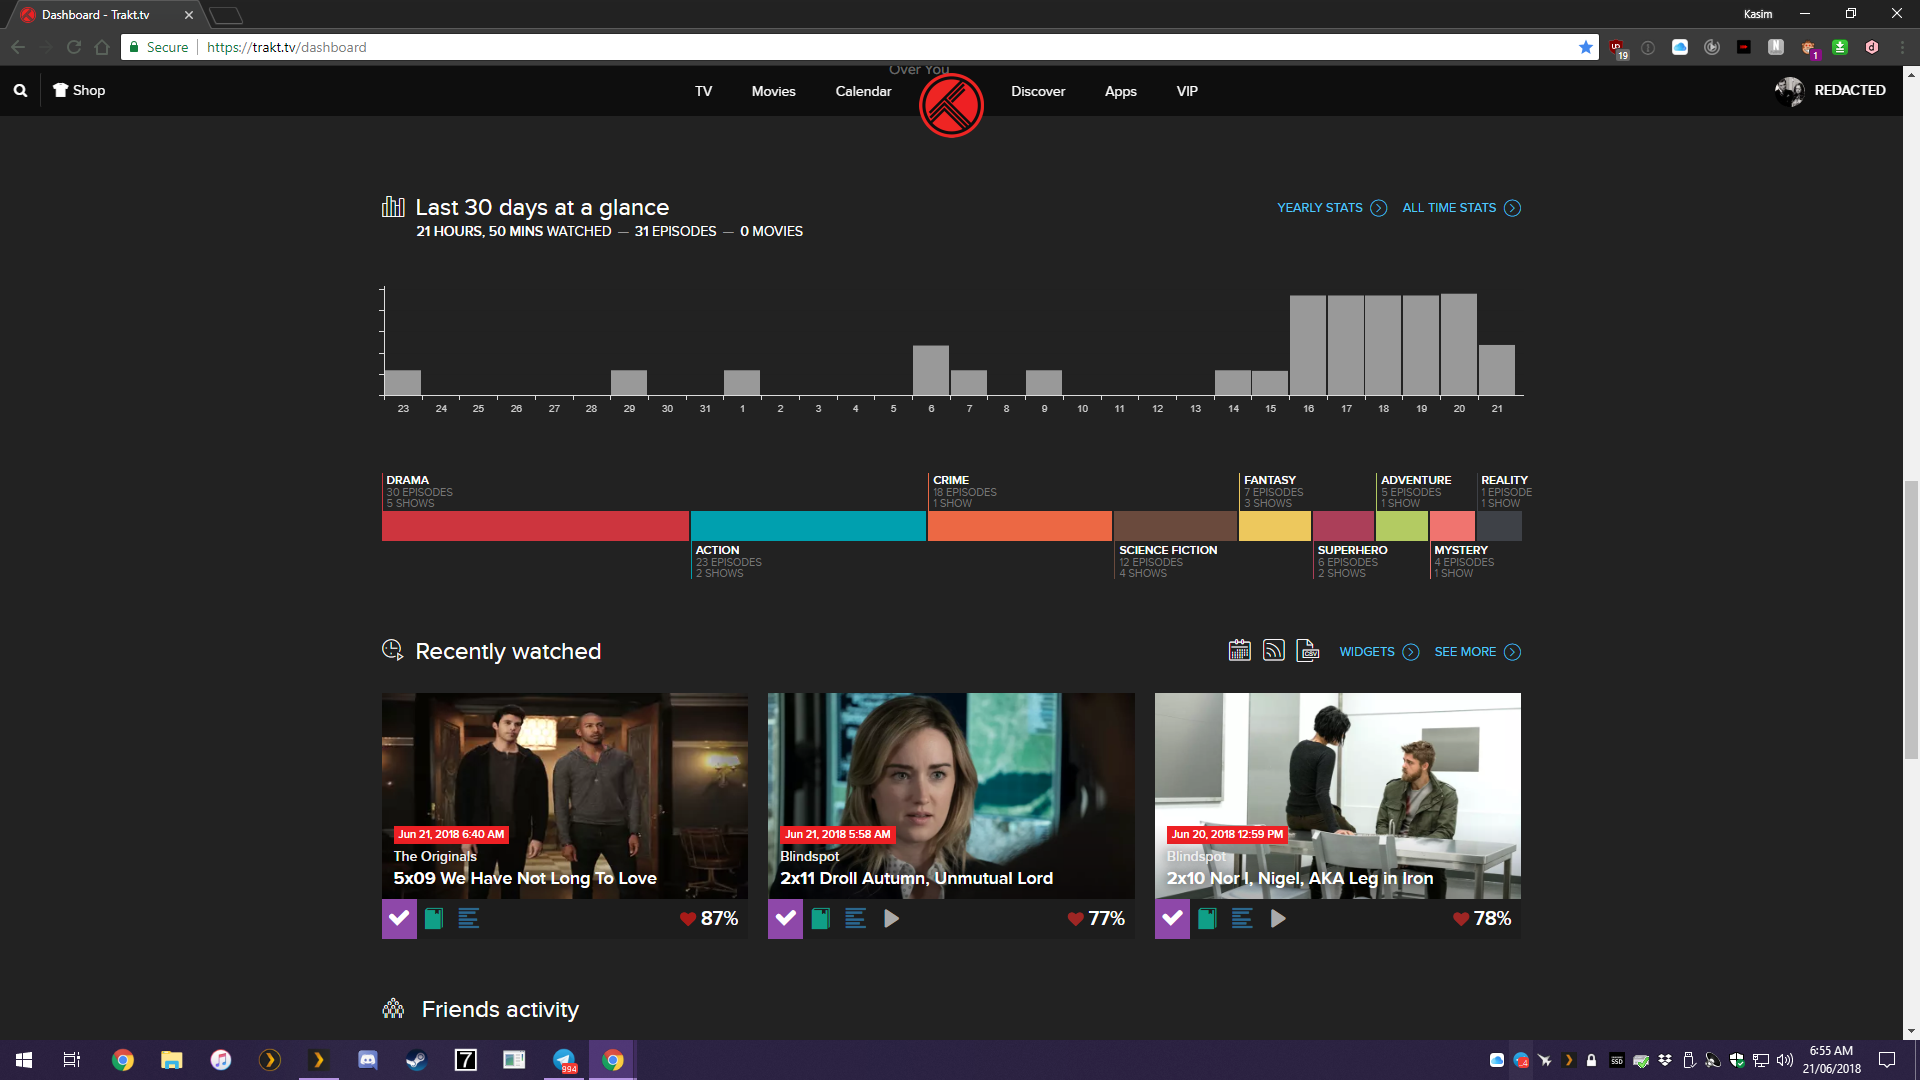 Dashboard - Trakt.tv
Kasim
Secure
https://trakt.tv/dashboard
19
1
Over You
Shop
TV
Movies
Calendar
Discover
Apps
VIP
REDACTED
Last 30 days at a glance
YEARLY STATS
ALL TIME STATS
21 HOURS, 50 MINS WATCHED — 31 EPISODES — 0 MOVIES
23 24 25 26 27 28 29 30 31 1 2 3 4 5 6 7 8 9 10 11 12 13 14 15 16 17 18 19 20 21
DRAMA
30 EPISODES
5 SHOWS
CRIME
18 EPISODES
1 SHOW
FANTASY
7 EPISODES
3 SHOWS
ADVENTURE
5 EPISODES
1 SHOW
REALITY
1 EPISODE
1 SHOW
ACTION
23 EPISODES
2 SHOWS
SCIENCE FICTION
12 EPISODES
4 SHOWS
SUPERHERO
6 EPISODES
2 SHOWS
MYSTERY
4 EPISODES
1 SHOW
Recently watched
CSV
WIDGETS
SEE MORE
Jun 21, 2018 6:40 AM
The Originals
5x09 We Have Not Long To Love
87%
Jun 21, 2018 5:58 AM
Blindspot
2x11 Droll Autumn, Unmutual Lord
77%
Jun 20, 2018 12:59 PM
Blindspot
2x10 Nor I, Nigel, AKA Leg in Iron
78%
Friends activity
7
994
SSD
6:55 AM
21/06/2018